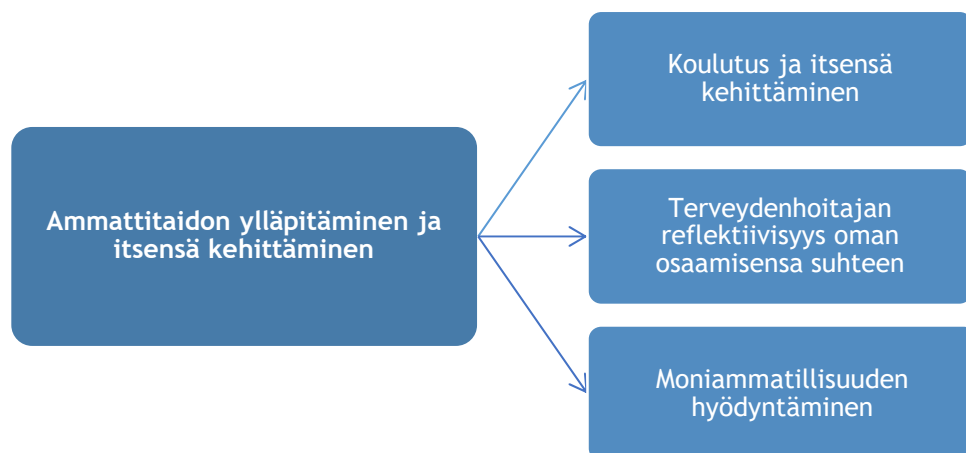 Ammattitaidon ylläpitäminen ja
itsensä kehittäminen
Koulutus ja itsensä
kehittäminen
Terveydenhoitajan
reflektiivisyys oman
osaamisensa suhteen
Moniammatillisuuden
hyödyntäminen